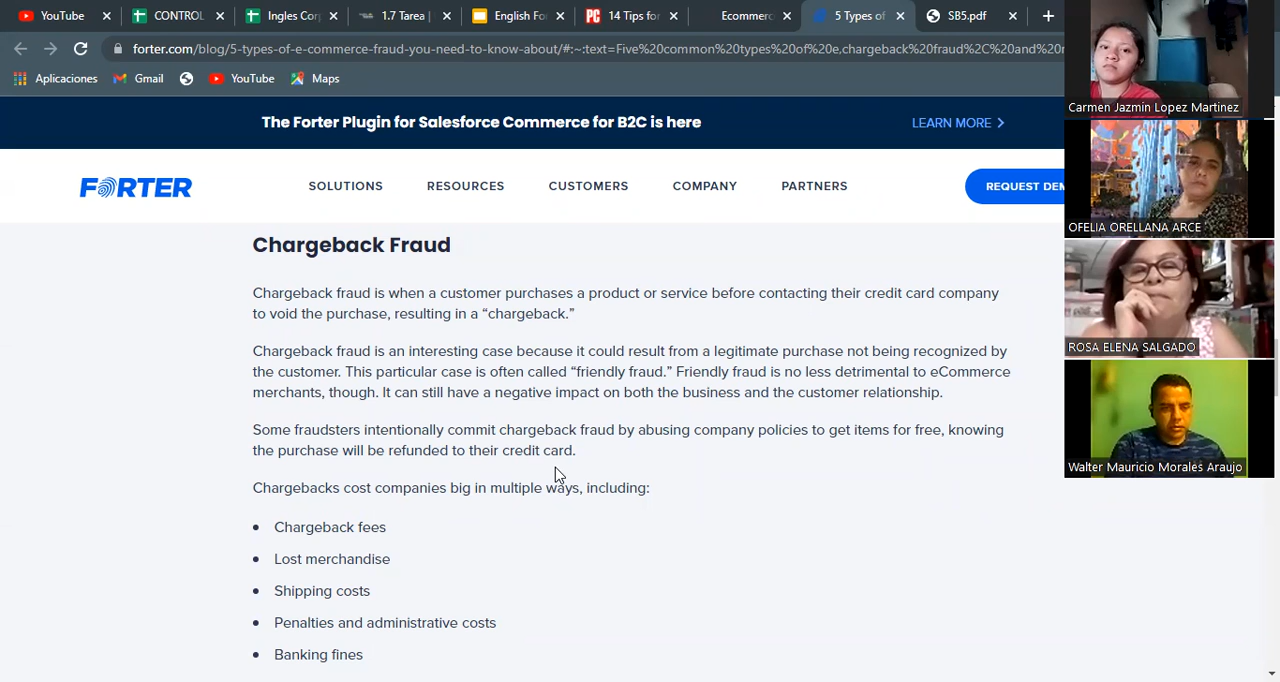 YouTube
CONTROL
Ingles Cor
1.7 Tarea |
English Fo
14 Tips for
Ecommerc
5 Types of
SB5.pdf
forter.com/blog/5-types-of-e-commerce-fraud-you-need-to-know-about/#:~:text=Five%20common%20types%20of%20e,chargeback%20fraud%2C%20and%20r
Aplicaciones
Gmail
YouTube
Maps
The Forter Plugin for Salesforce Commerce for B2C is here
LEARN MORE
FORTER
SOLUTIONS
RESOURCES
CUSTOMERS
COMPANY
PARTNERS
REQUEST DEM
Chargeback Fraud
Chargeback fraud is when a customer purchases a product or service before contacting their credit card company
to void the purchase, resulting in a “chargeback.”
Chargeback fraud is an interesting case because it could result from a legitimate purchase not being recognized by
the customer. This particular case is often called “friendly fraud.” Friendly fraud is no less detrimental to eCommerce
merchants, though. It can still have a negative impact on both the business and the customer relationship.
Some fraudsters intentionally commit chargeback fraud by abusing company policies to get items for free, knowing
the purchase will be refunded to their credit card.
Chargebacks cost companies big in multiple ways, including:
Chargeback fees
Lost merchandise
Shipping costs
Penalties and administrative costs
Banking fines
Carmen Jazmin Lopez Martinez
OFELIA ORELLANA ARCE
ROSA ELENA SALGADO
Walter Mauricio Morales Araujo